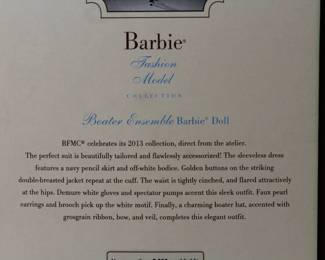 Barbie®
Fashion
Model
COLLECTION
Boater Ensemble Barbie® Doll
BFMC® celebrates its 2013 collection, direct from the atelier.
The perfect suit is beautifully tailored and flawlessly accessorized! The sleeveless dress
features a navy pencil skirt and off-white bodice. Golden buttons on the striking
double-breasted jacket repeat at the cuff. The waist is tightly cinched, and flared attractively
at the hips. Demure white gloves and spectator pumps accent this sleek outfit. Faux pearl
earrings and brooch pick up the white motif. Finally, a charming boater hat, accented with
grosgrain ribbon, bow, and veil, completes this elegant outfit.